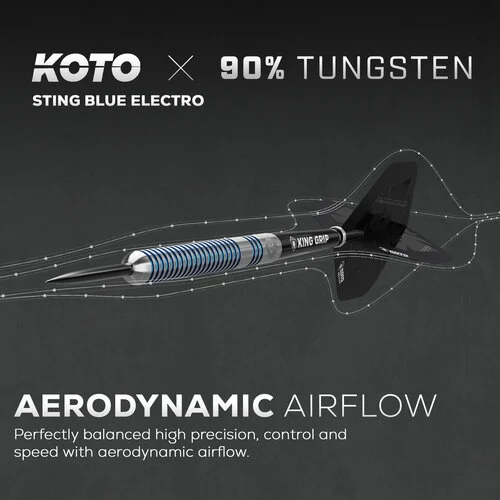 KOTO × 90% TUNGSTEN
STING BLUE ELECTRO
KING GRIP
AERODYNAMIC AIRFLOW
Perfectly balanced high precision, control and
speed with aerodynamic airflow.